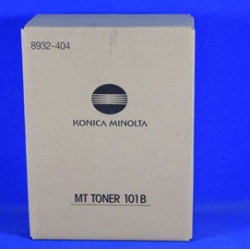 8932-404
KONICA MINOLTA
MT TONER 101B